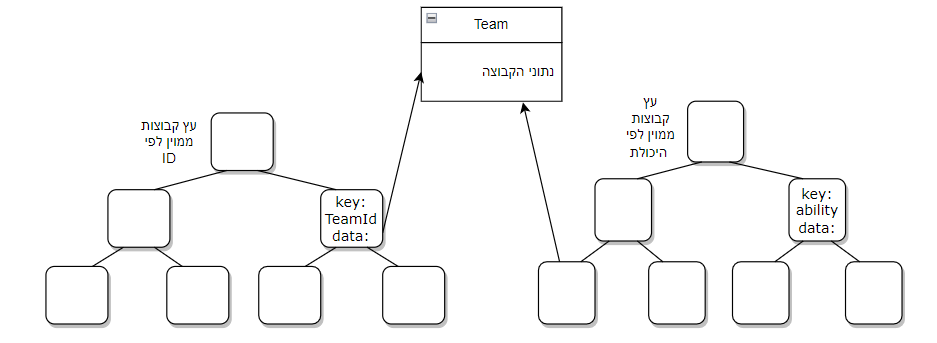 Team
נתוני הקבוצה
עץ קבוצות
ממוין לפי
ID
key:
TeamId
data:
עץ
קבוצות
ממוין לפי
היכולת
key:
ability
data: